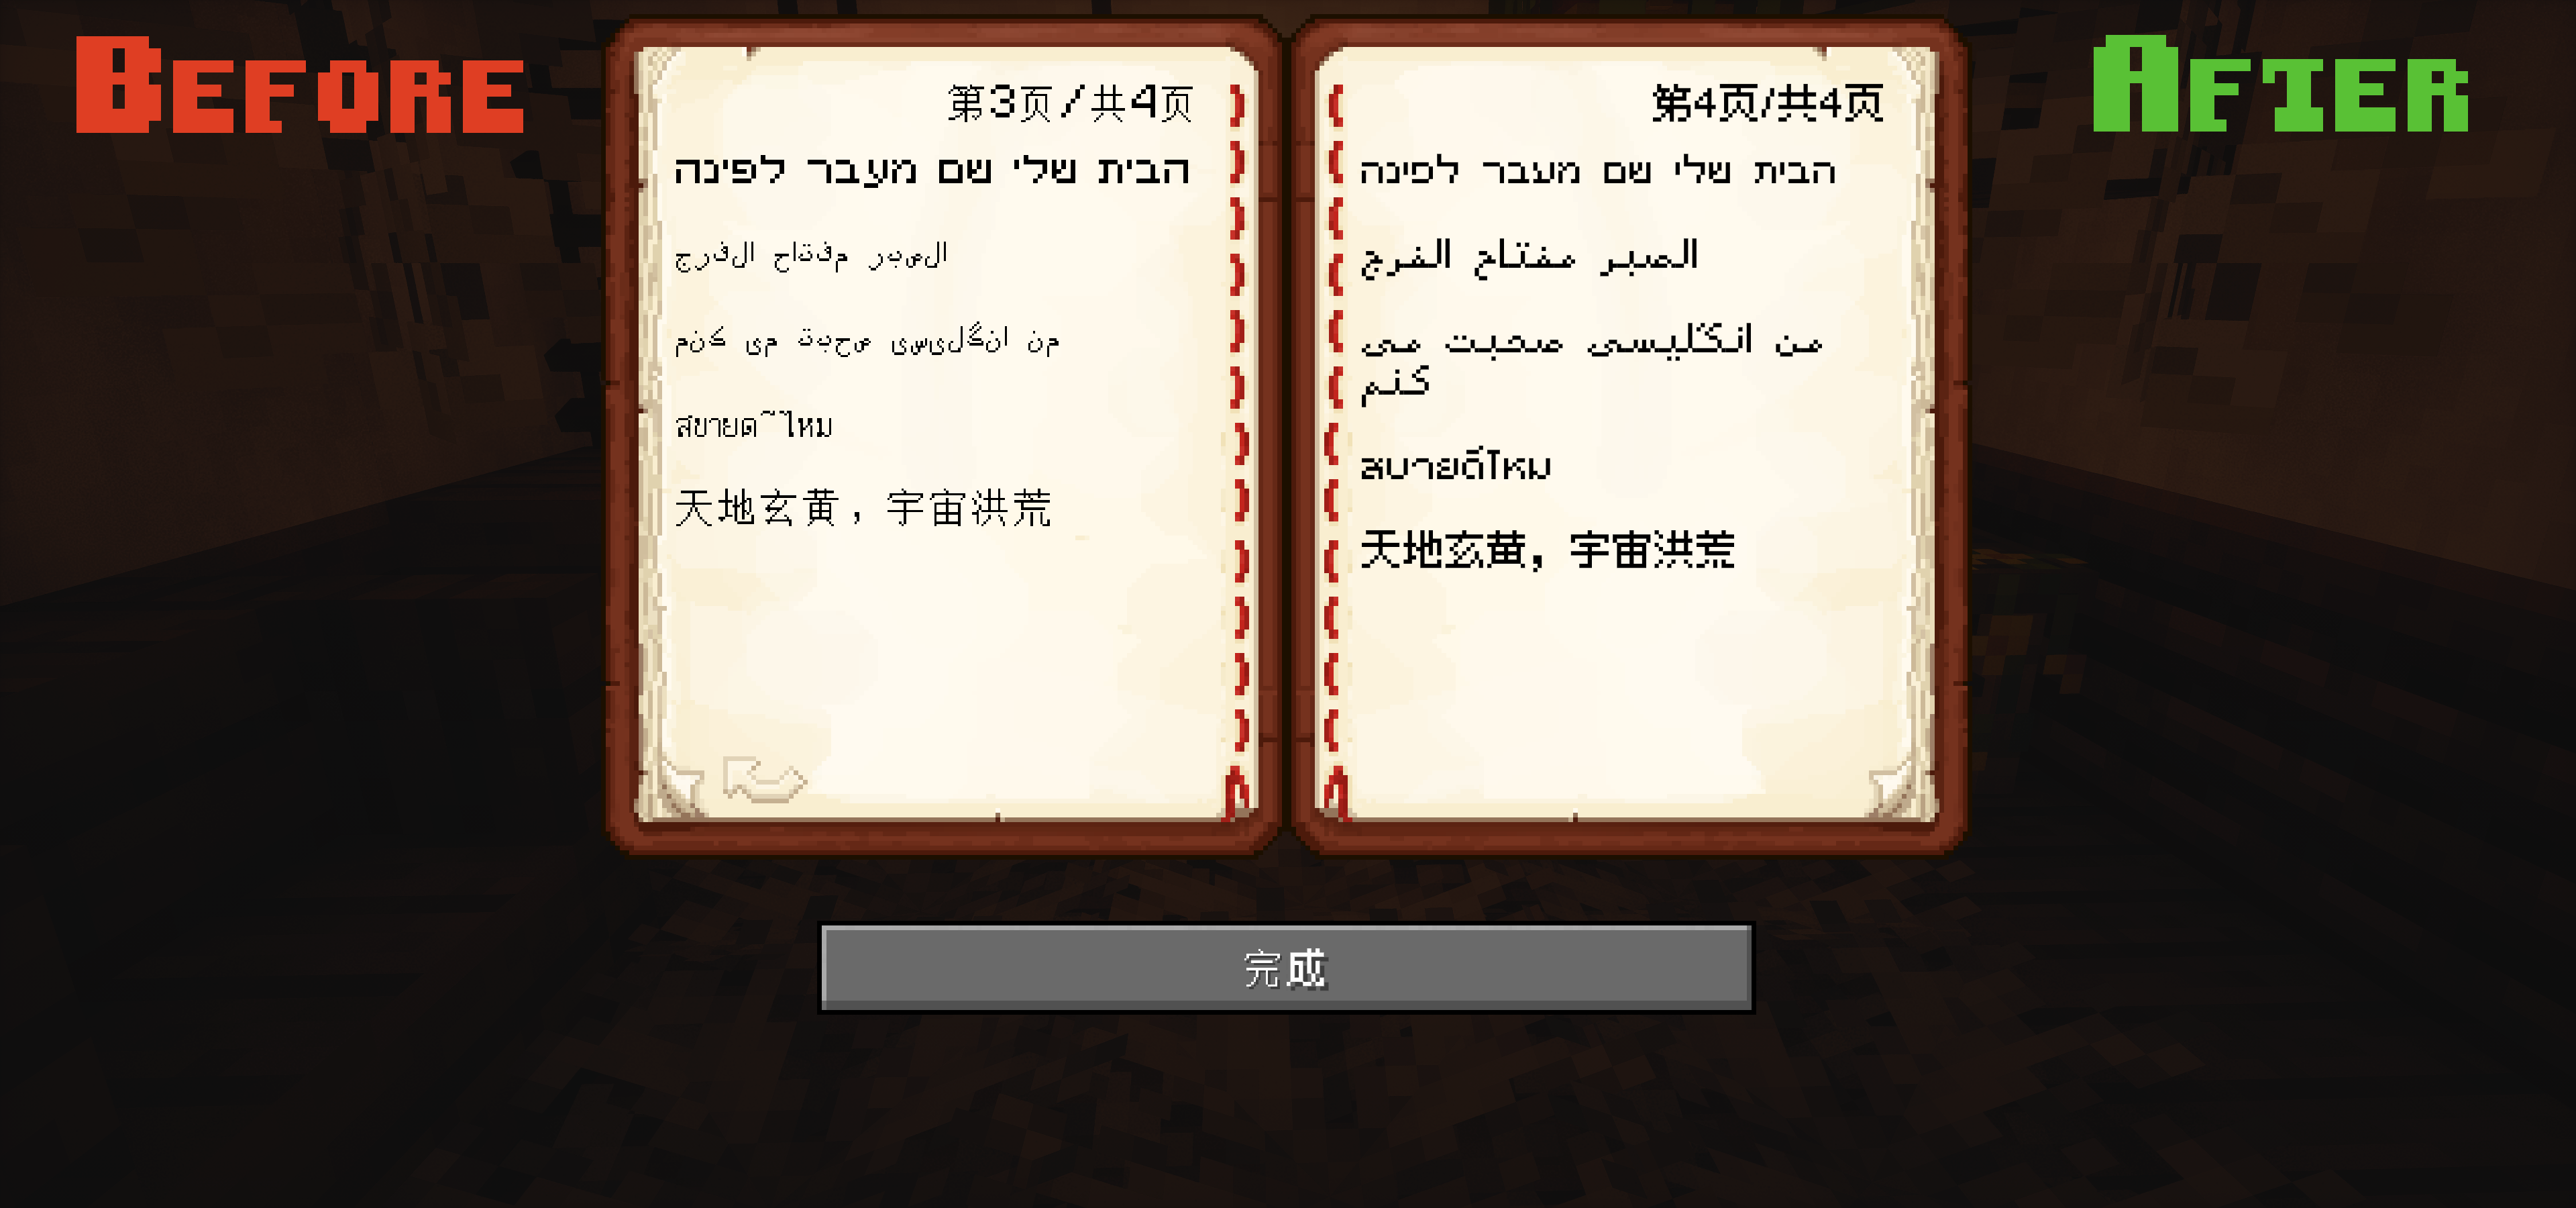 BEFORE
第3页/共4页
הבית שלי שם מעבר לפינה
الصبر مفتاح الفرج
من انگلیسی صحبت می کنم
สบายดีไหม
天地玄黄，宇宙洪荒
AFTER
第4页/共4页
הבית שלי שם מעבר לפינה
الصبر مفتاح الفرج
من انگلیسی صحبت می
کنم
สบายดีไหม
天地玄黄，宇宙洪荒
完成